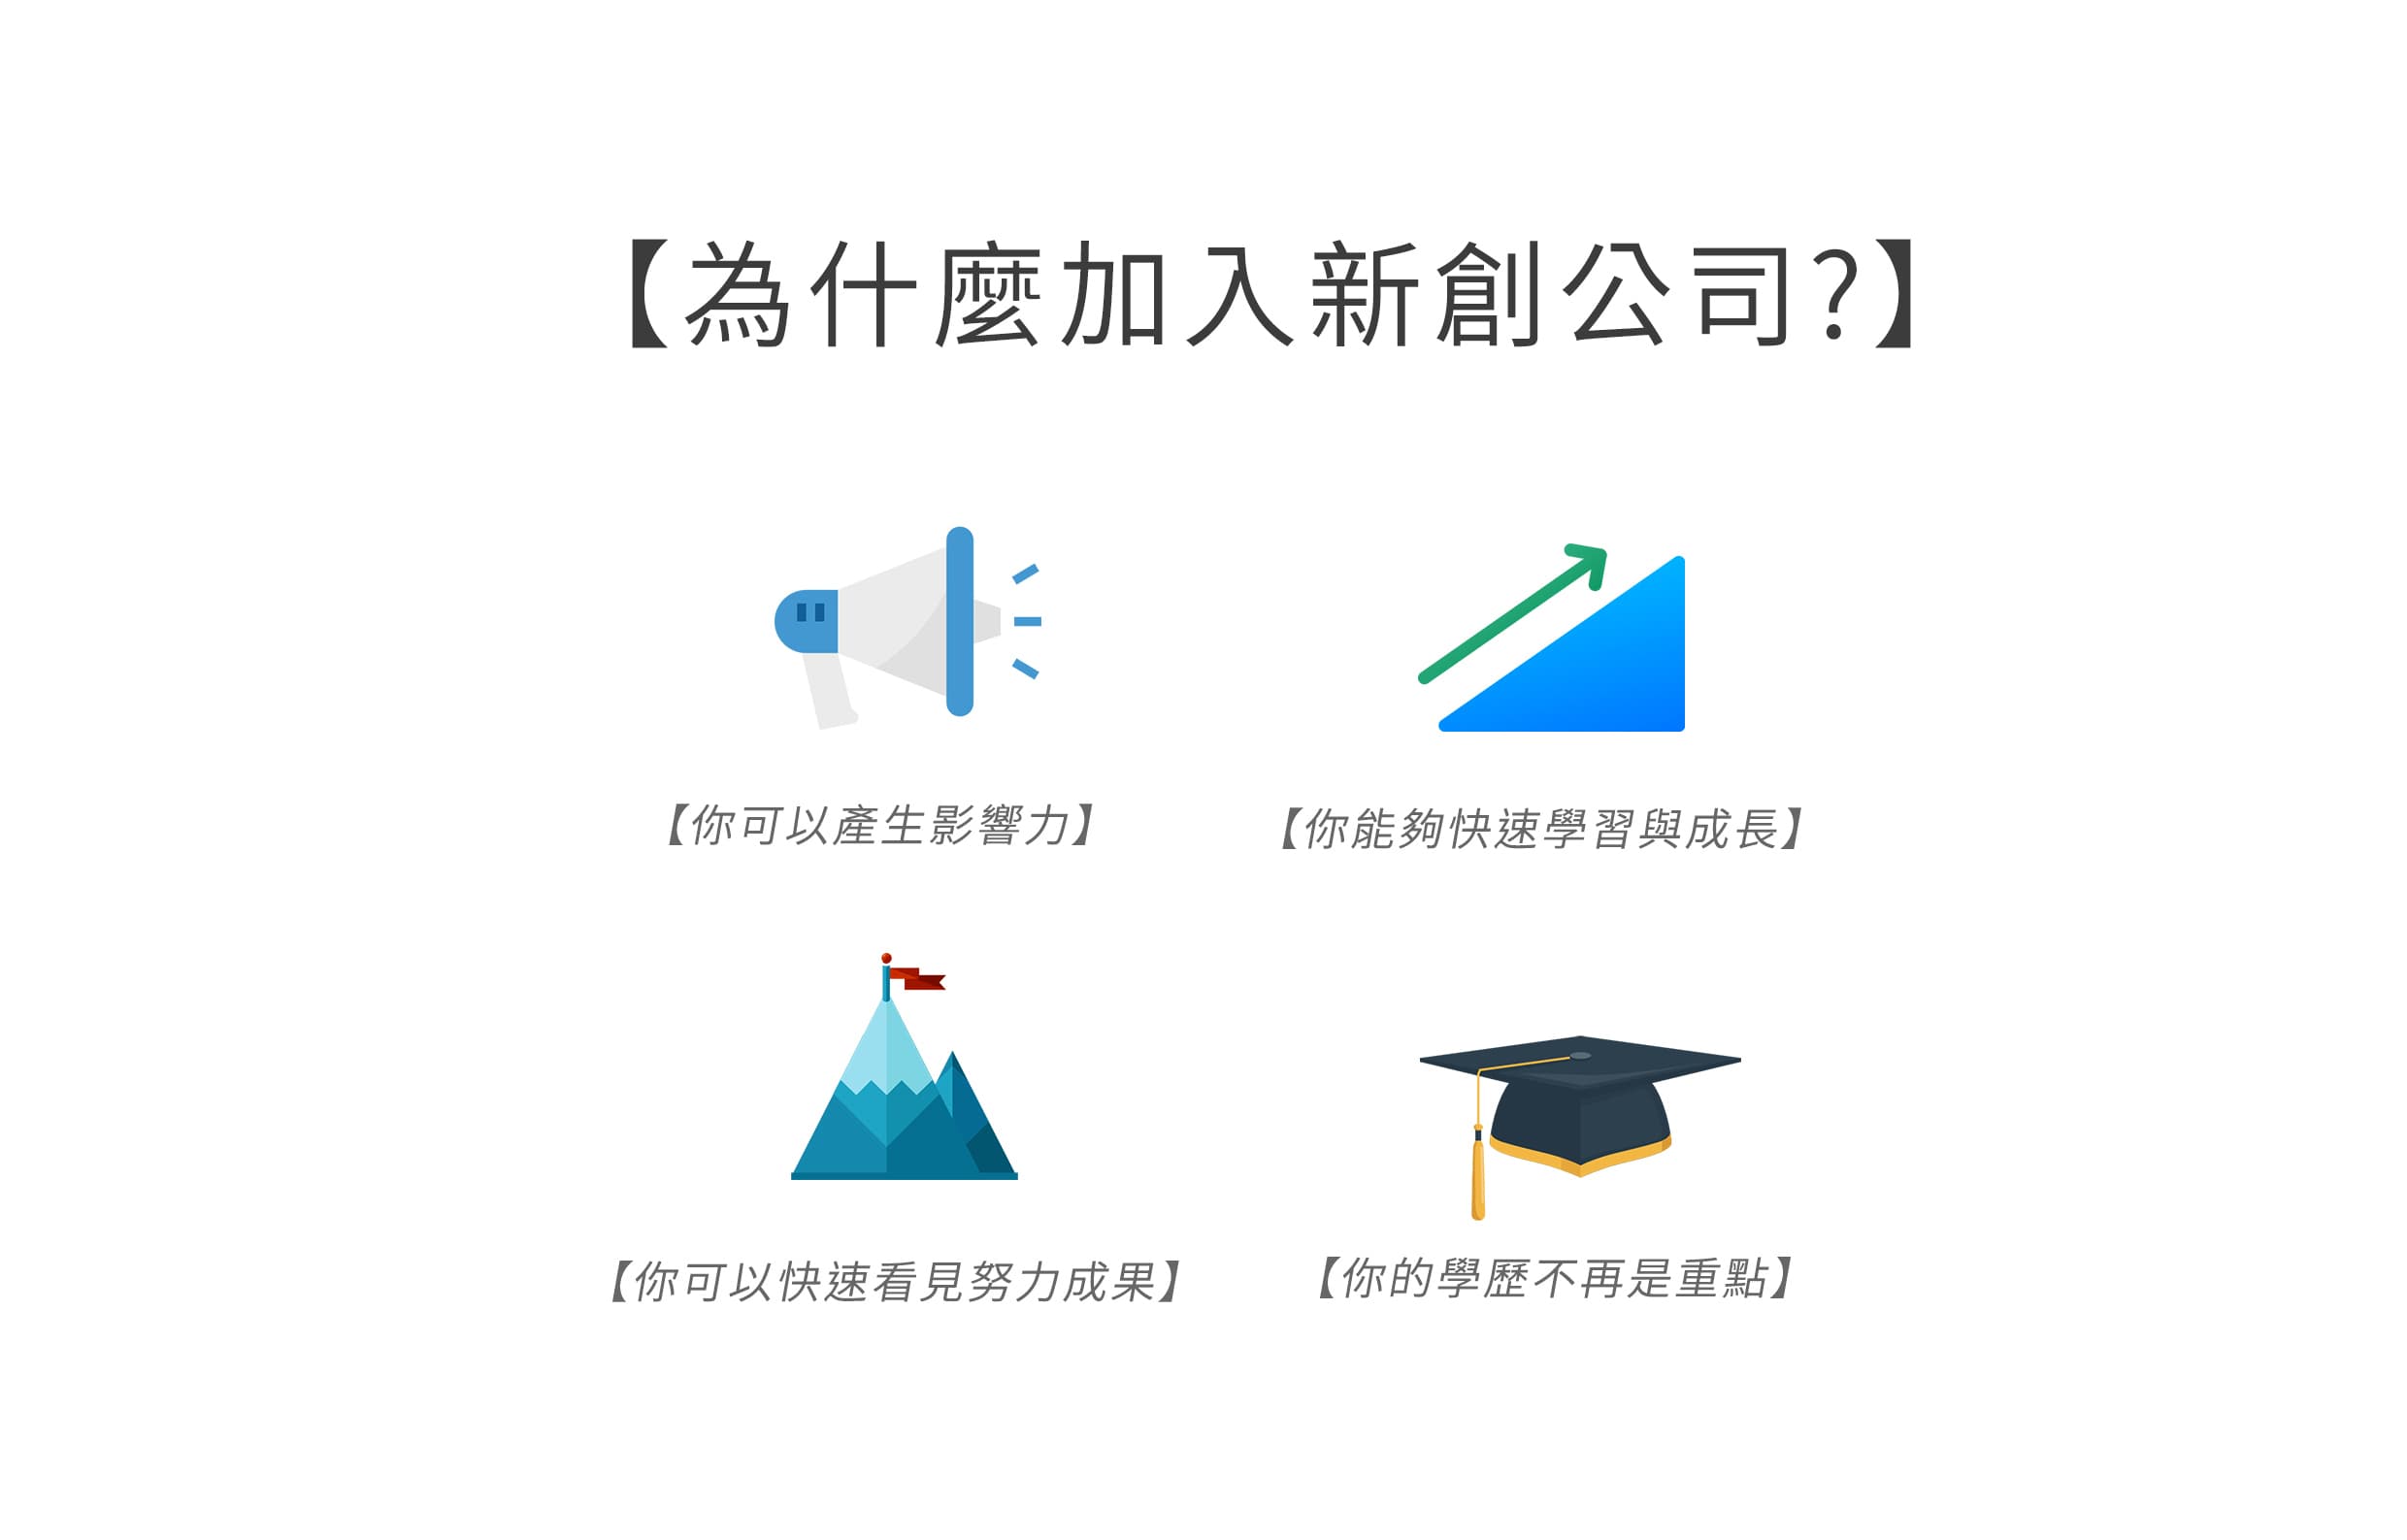 【為什麼加入新創公司？】
【你可以產生影響力】
【你能夠快速學習與成長】
【你可以快速看見努力成果】
【你的學歷不再是重點】